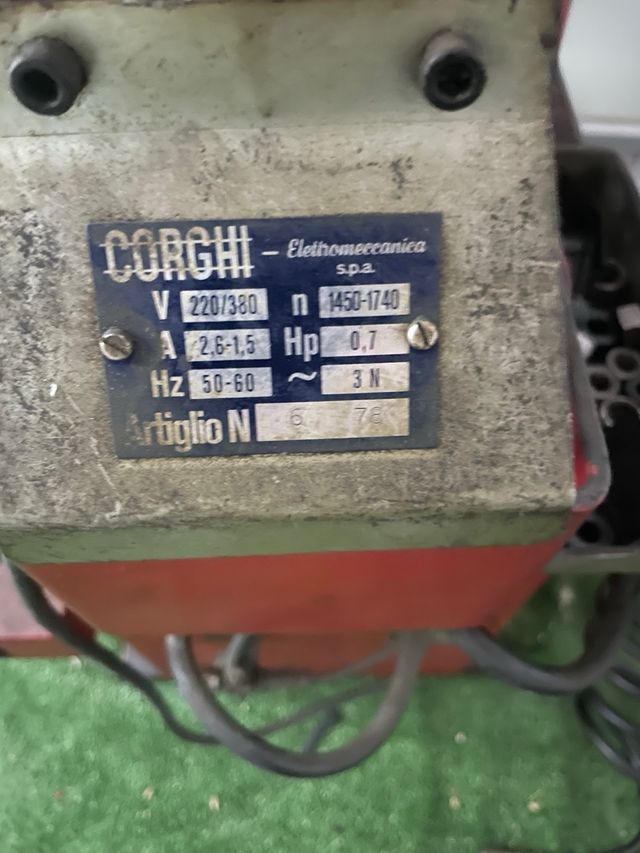 CORGHI – Elettromeccanica
s.p.a.
V 220/380 n 1450-1740
A 2,6-1,5 Hp 0,7
Hz 50-60 ~ 3 N
Artiglio N 6 78